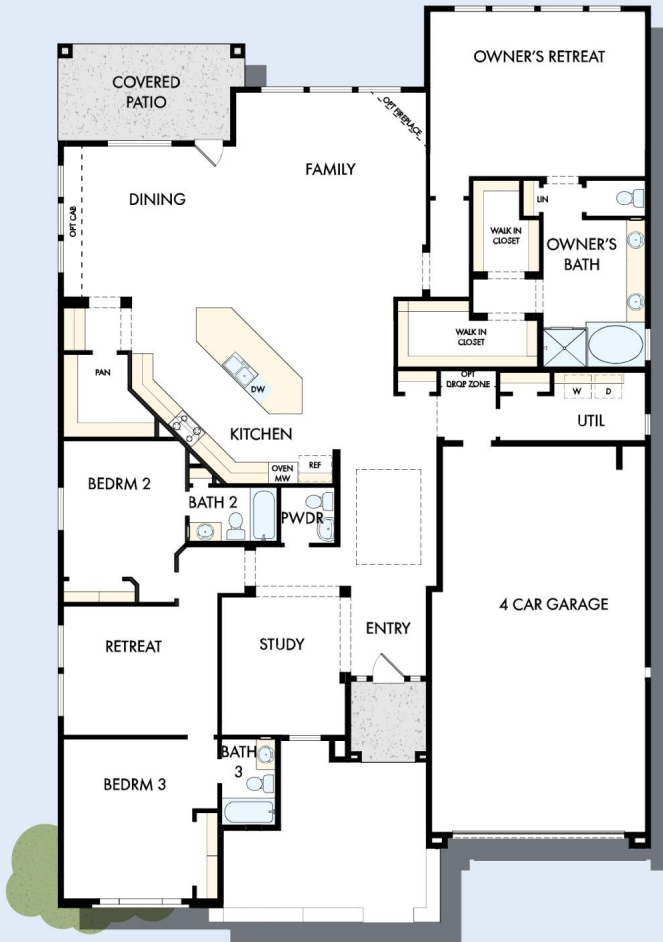 OWNER'S RETREAT
COVERED
PATIO
OPT FIREPLACE
FAMILY
DINING
LIN
OPT CAB
WALK IN
CLOSET
OWNER'S
BATH
WALK IN
CLOSET
PAN
OPT
DROP ZONE
DW
W D
UTIL
KITCHEN
OVEN
MW
REF
BEDRM 2
BATH 2
PWDR
4 CAR GARAGE
ENTRY
RETREAT
STUDY
BATH
3
BEDRM 3